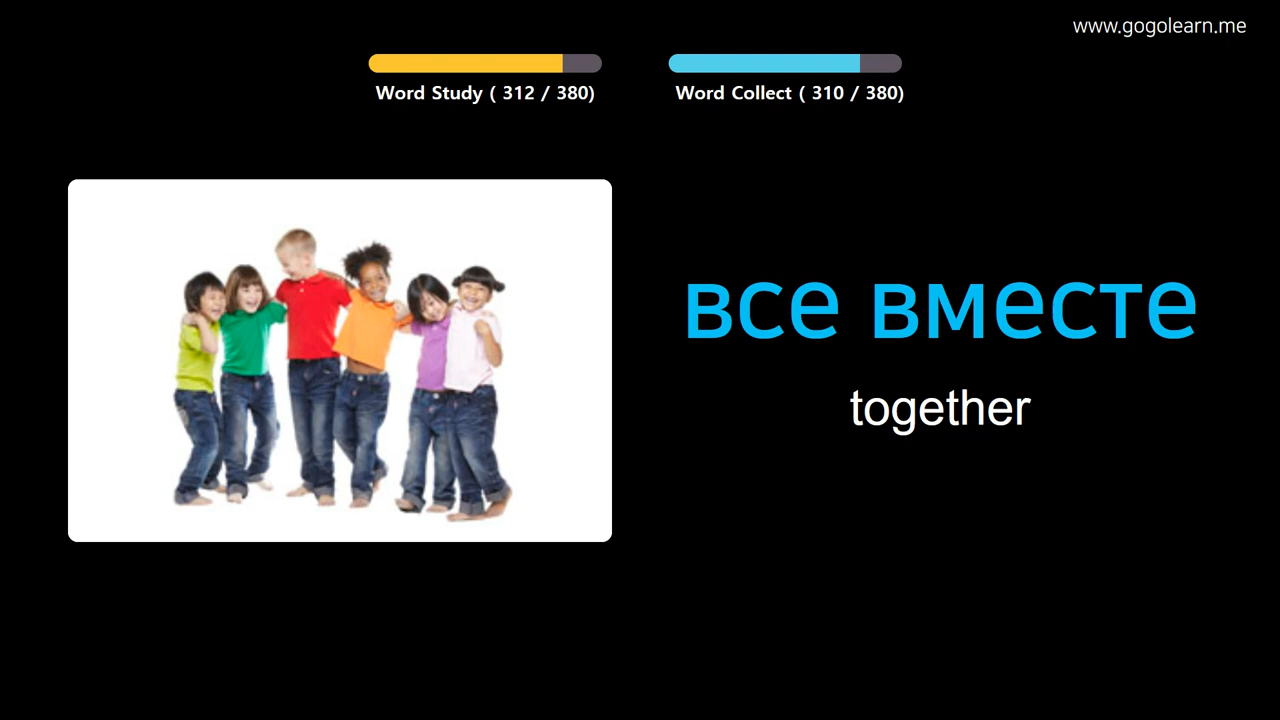 www.gogolearn.me
Word Study ( 312 / 380)
Word Collect ( 310 / 380)
все вместе
together